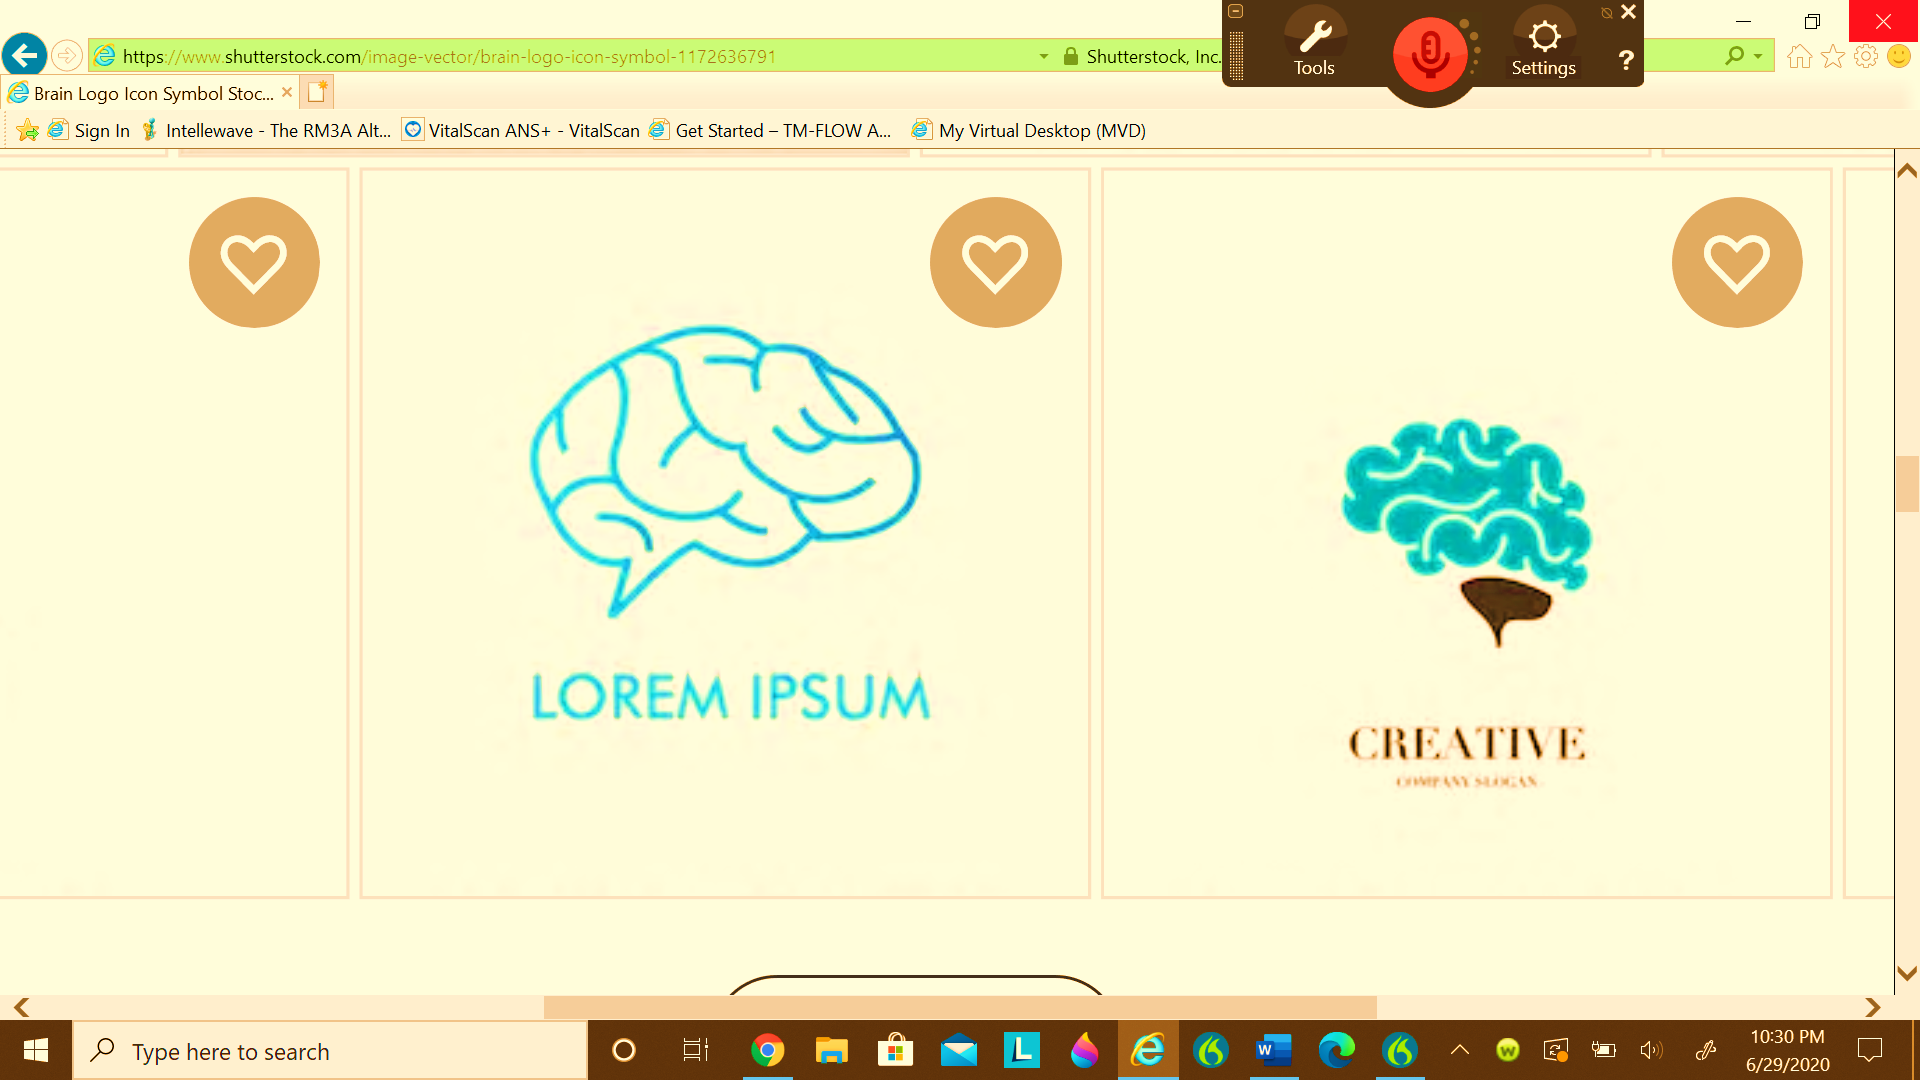 Tools
Settings
?
https://www.shutterstock.com/image-vector/brain-logo-icon-symbol-1172636791
Shutterstock, Inc.
Brain Logo Icon Symbol Stoc...
Sign In
Intellewave - The RM3A Alt...
VitalScan ANS+ - VitalScan
Get Started – TM-FLOW A...
My Virtual Desktop (MVD)
LOREM IPSUM
CREATIVE
COMPANY SLOGAN
Type here to search
L
W
w
10:30 PM
6/29/2020